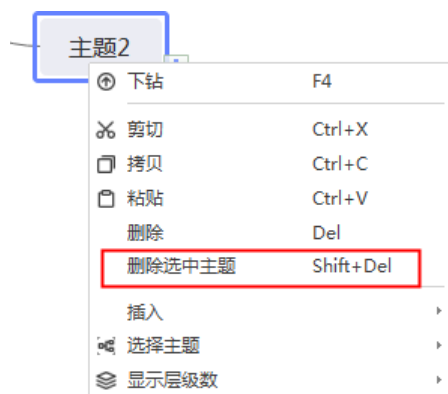 主题2
下钻 F4
剪切 Ctrl+X
拷贝 Ctrl+C
粘贴 Ctrl+V
删除 Del
删除选中主题 Shift+Del
插入
选择主题
显示层级数